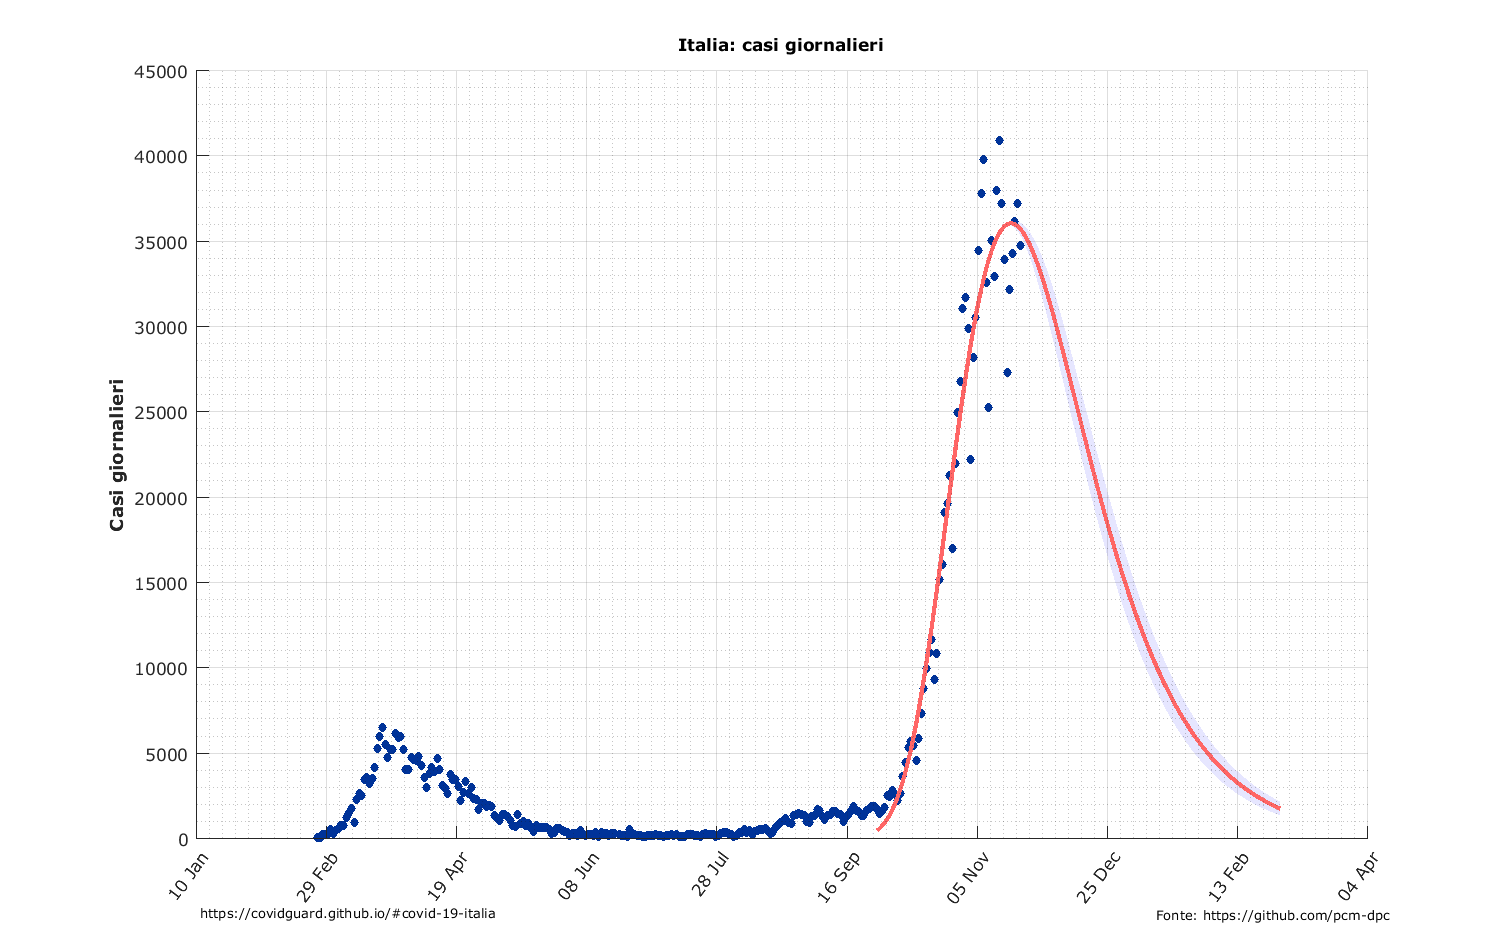 Italia: casi giornalieri
Casi giornalieri
45000
40000
35000
30000
25000
20000
15000
10000
5000
0
10 Jan
29 Feb
19 Apr
08 Jun
28 Jul
16 Sep
05 Nov
25 Dec
13 Feb
04 Apr
https://covidguard.github.io/#covid-19-italia
Fonte: https://github.com/pcm-dpc